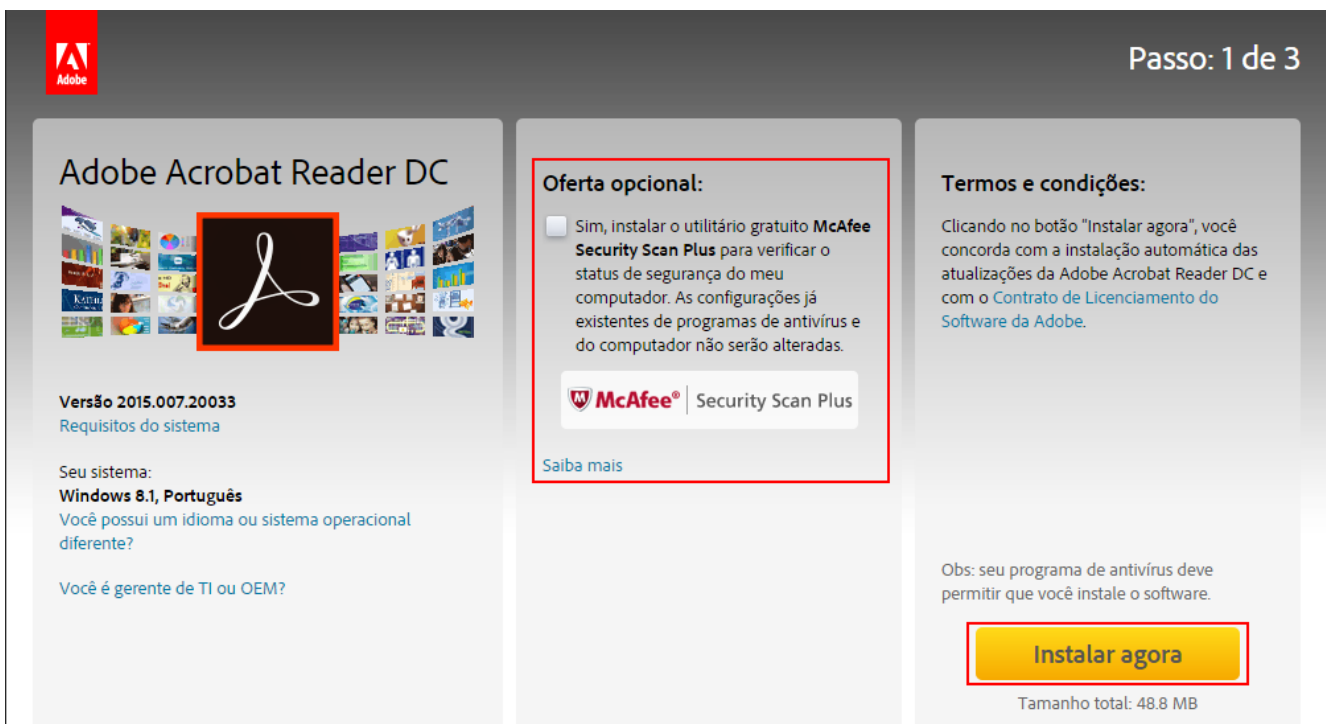 Adobe
Passo: 1 de 3
Adobe Acrobat Reader DC
Versão 2015.007.20033
Requisitos do sistema
Seu sistema:
Windows 8.1, Português
Você possui um idioma ou sistema operacional
diferente?
Você é gerente de TI ou OEM?
Oferta opcional:
Sim, instalar o utilitário gratuito McAfee
Security Scan Plus para verificar o
status de segurança do meu
computador. As configurações já
existentes de programas de antivírus e
do computador não serão alteradas.
McAfee® Security Scan Plus
Saiba mais
Termos e condições:
Clicando no botão "Instalar agora", você
concorda com a instalação automática das
atualizações da Adobe Acrobat Reader DC e
com o Contrato de Licenciamento do
Software da Adobe.
Obs: seu programa de antivírus deve
permitir que você instale o software.
Instalar agora
Tamanho total: 48.8 MB